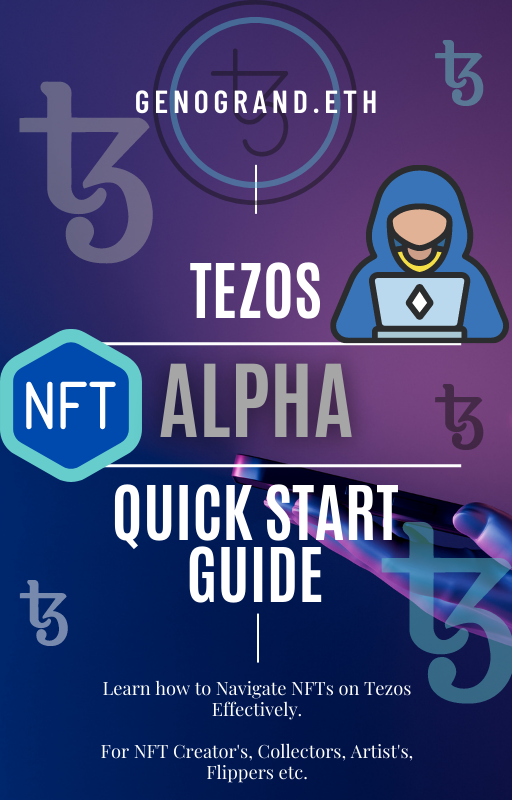 GENOGRAND.ETH
TEZOS
NFT
ALPHA
QUICK START
GUIDE
Learn how to Navigate NFTs on Tezos
Effectively.
For NFT Creator's, Collectors, Artist's,
Flippers etc.